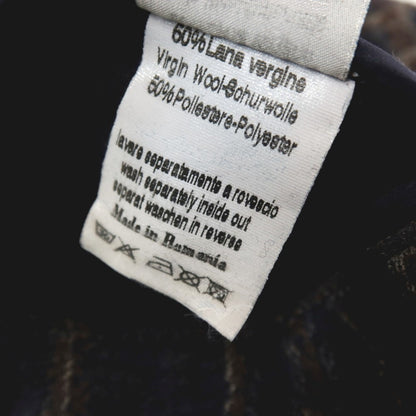 60%Lana vergine
Virgin Wool-Schurwolle
50%Poliestere-Polyester
lavare separatamente a rovescio
wash separately inside out
separat waschen in reverse
Made in Romania